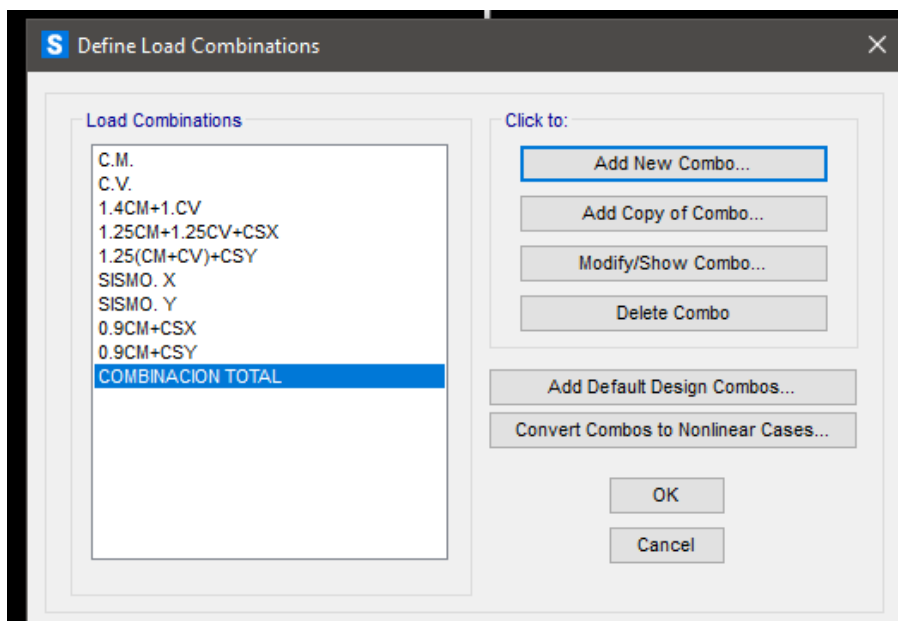 S Define Load Combinations
Load Combinations
C.M.
C.V.
1.4CM+1.CV
1.25CM+1.25CV+CSX
1.25(CM+CV)+CSY
SISMO. X
SISMO. Y
0.9CM+CSX
0.9CM+CSY
COMBINACION TOTAL
Click to:
Add New Combo...
Add Copy of Combo...
Modify/Show Combo...
Delete Combo
Add Default Design Combos...
Convert Combos to Nonlinear Cases...
OK
Cancel